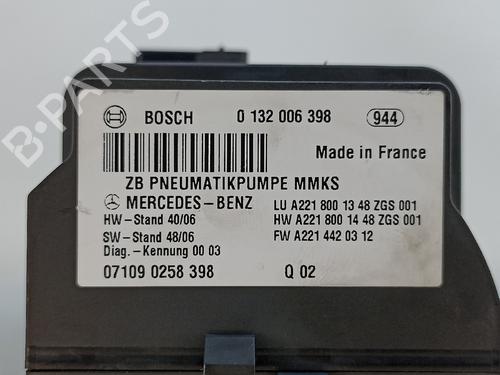 B-PARTS
BOSCH 0 132 006 398 944
Made in France
ZB PNEUMATIKPUMPE MMKS
MERCEDES-BENZ LU A221 800 13 48 ZGS 001
HW-Stand 40/06 HW A221 800 14 48 ZGS 001
SW-Stand 48/06 FW A221 442 03 12
Diag.-Kennung 00 03
07109 0258 398 Q 02